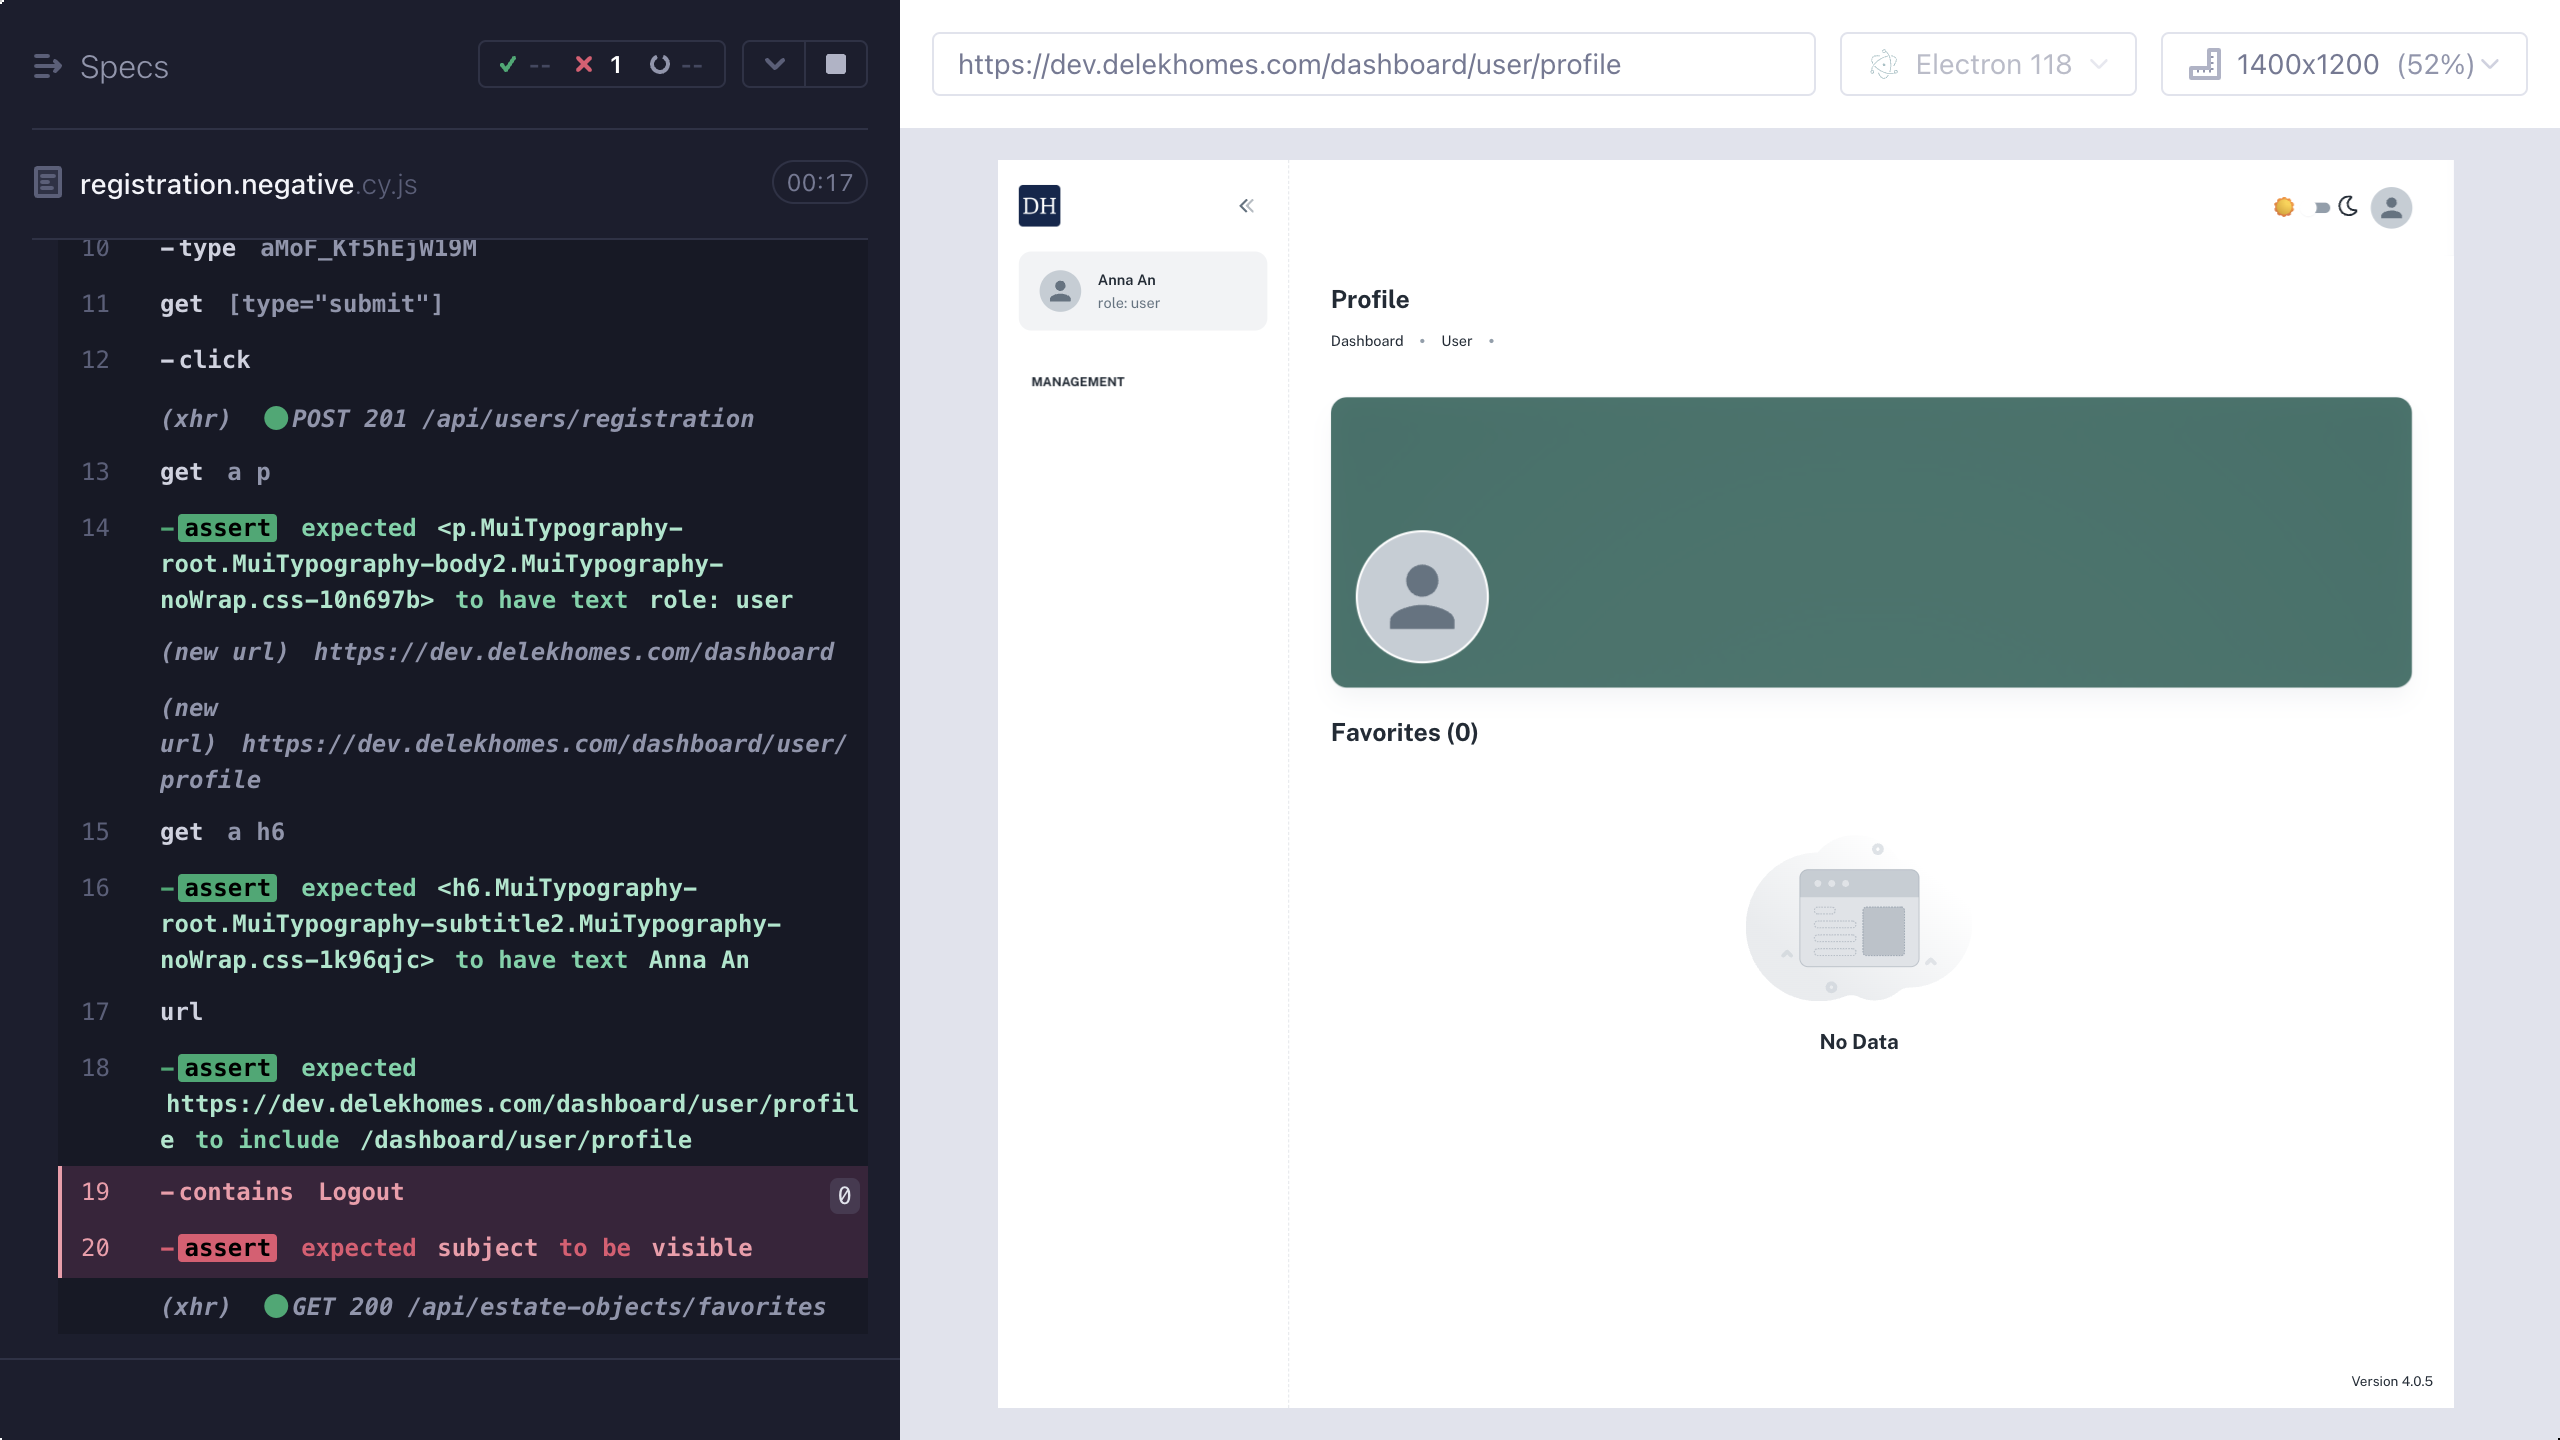 Specs
-- 1 --
registration.negative.cy.js 00:17
10 -type aMoF_Kf5hEjW19M
11 get [type="submit"]
12 -click
(xhr) POST 201 /api/users/registration
13 get a p
14 -assert expected <p.MuiTypography-
root.MuiTypography-body2.MuiTypography-
noWrap.css-10n697b> to have text role: user
(new url) https://dev.delekhomes.com/dashboard
(new
url) https://dev.delekhomes.com/dashboard/user/
profile
15 get a h6
16 -assert expected <h6.MuiTypography-
root.MuiTypography-subtitle2.MuiTypography-
noWrap.css-1k96qjc> to have text Anna An
17 url
18 -assert expected
https://dev.delekhomes.com/dashboard/user/profil
e to include /dashboard/user/profile
19 -contains Logout 0
20 -assert expected subject to be visible
(xhr) GET 200 /api/estate-objects/favorites
https://dev.delekhomes.com/dashboard/user/profile
Electron 118
1400x1200 (52%)
DH
Anna An
role: user
MANAGEMENT
Profile
Dashboard • User •
Favorites (0)
No Data
Version 4.0.5